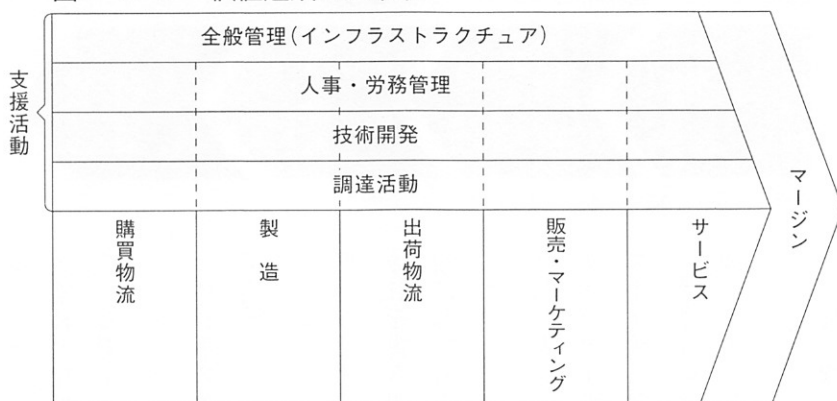 全般管理(インフラストラクチュア)
支援活動
人事・労務管理
技術開発
調達活動
マージン
購買物流
製造
出荷物流
販売・マーケティング
サービス